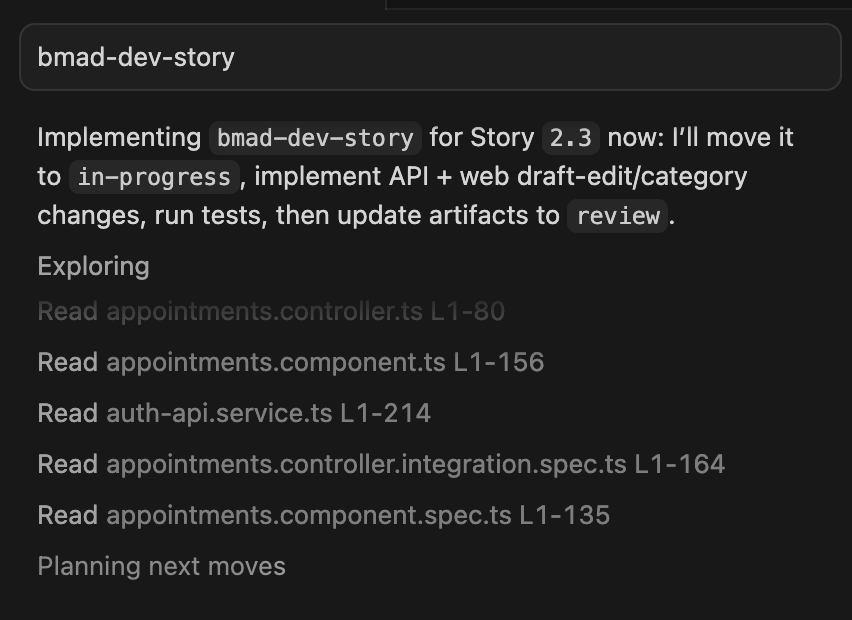 bmad-dev-story
Implementing bmad-dev-story for Story 2.3 now: I’ll move it
to in-progress, implement API + web draft-edit/category
changes, run tests, then update artifacts to review.
Exploring
Read appointments.controller.ts L1-80
Read appointments.component.ts L1-156
Read auth-api.service.ts L1-214
Read appointments.controller.integration.spec.ts L1-164
Read appointments.component.spec.ts L1-135
Planning next moves